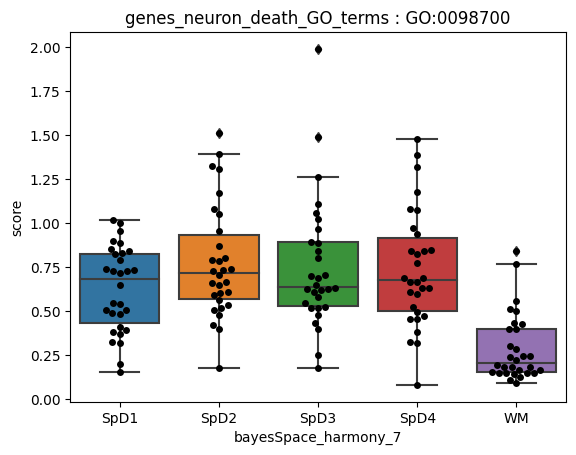 genes_neuron_death_GO_terms : GO:0098700
2.00
1.75
1.50
1.25
1.00
0.75
0.50
0.25
0.00
score
SpD1 SpD2 SpD3 SpD4 WM
bayesSpace_harmony_7